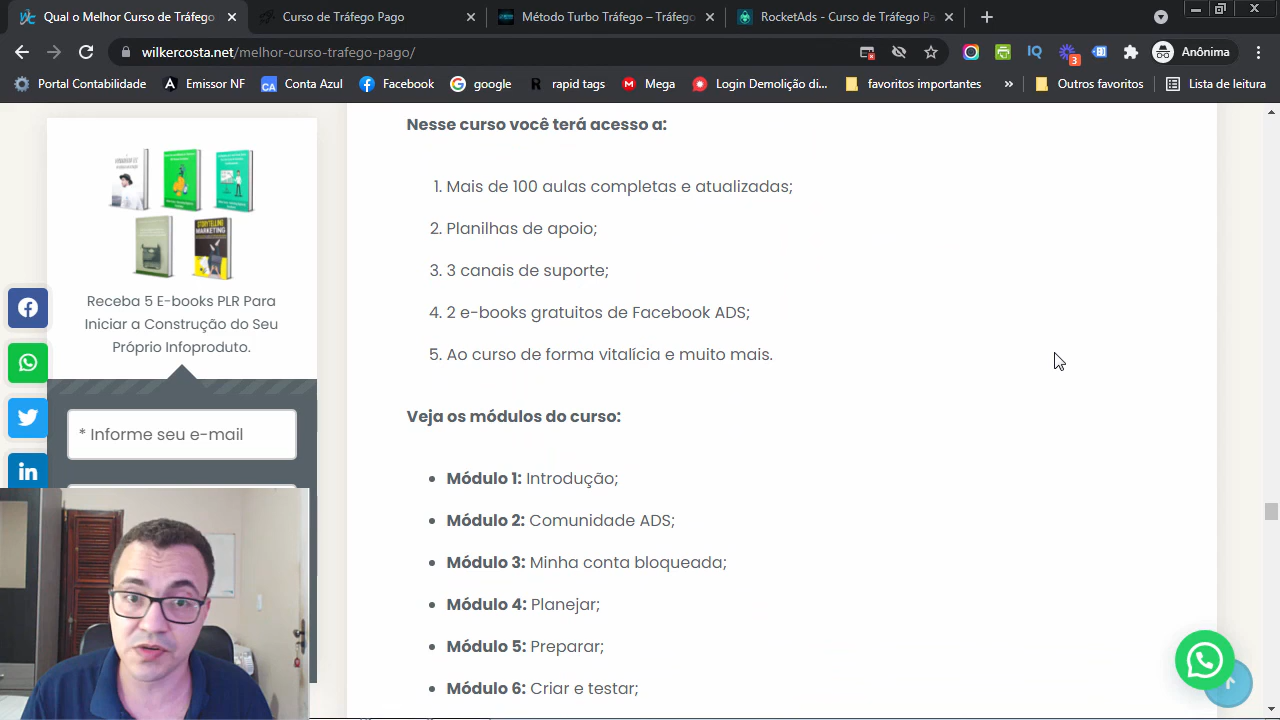 Qual o Melhor Curso de Tráfego
Curso de Tráfego Pago
Método Turbo Tráfego – Tráfego
RocketAds - Curso de Tráfego Pa
wilkercosta.net/melhor-curso-trafego-pago/
IQ
3
Anônima
Portal Contabilidade
Emissor NF
CA Conta Azul
Facebook
google
R rapid tags
M Mega
Login Demolição di...
favoritos importantes
»
Outros favoritos
Lista de leitura
STORYTELLING
MARKETING
Receba 5 E-books PLR Para
Iniciar a Construção do Seu
Próprio Infoproduto.
* Informe seu e-mail
Nesse curso você terá acesso a:
1. Mais de 100 aulas completas e atualizadas;
2. Planilhas de apoio;
3. 3 canais de suporte;
4. 2 e-books gratuitos de Facebook ADS;
5. Ao curso de forma vitalícia e muito mais.
Veja os módulos do curso:
• Módulo 1: Introdução;
• Módulo 2: Comunidade ADS;
• Módulo 3: Minha conta bloqueada;
• Módulo 4: Planejar;
• Módulo 5: Preparar;
• Módulo 6: Criar e testar;